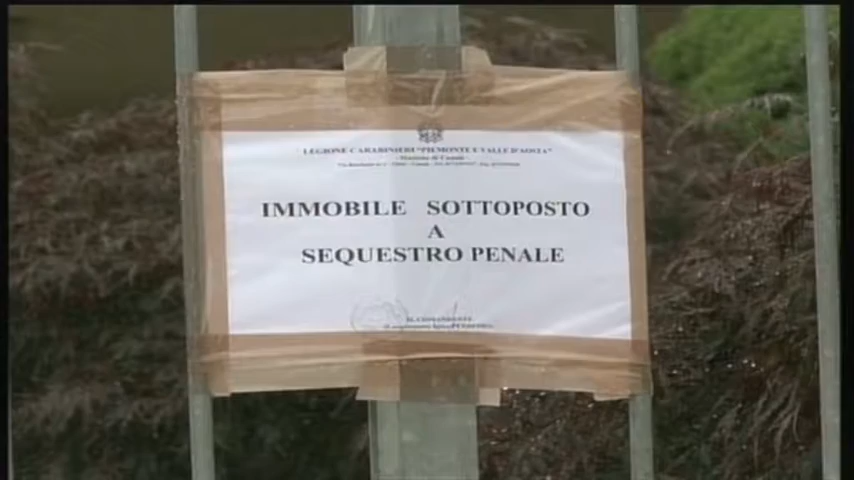 LEGIONE CARABINIERI "PIEMONTE E VALLE D'AOSTA"
IMMOBILE SOTTOPOSTO
A
SEQUESTRO PENALE
IL COMANDANTE